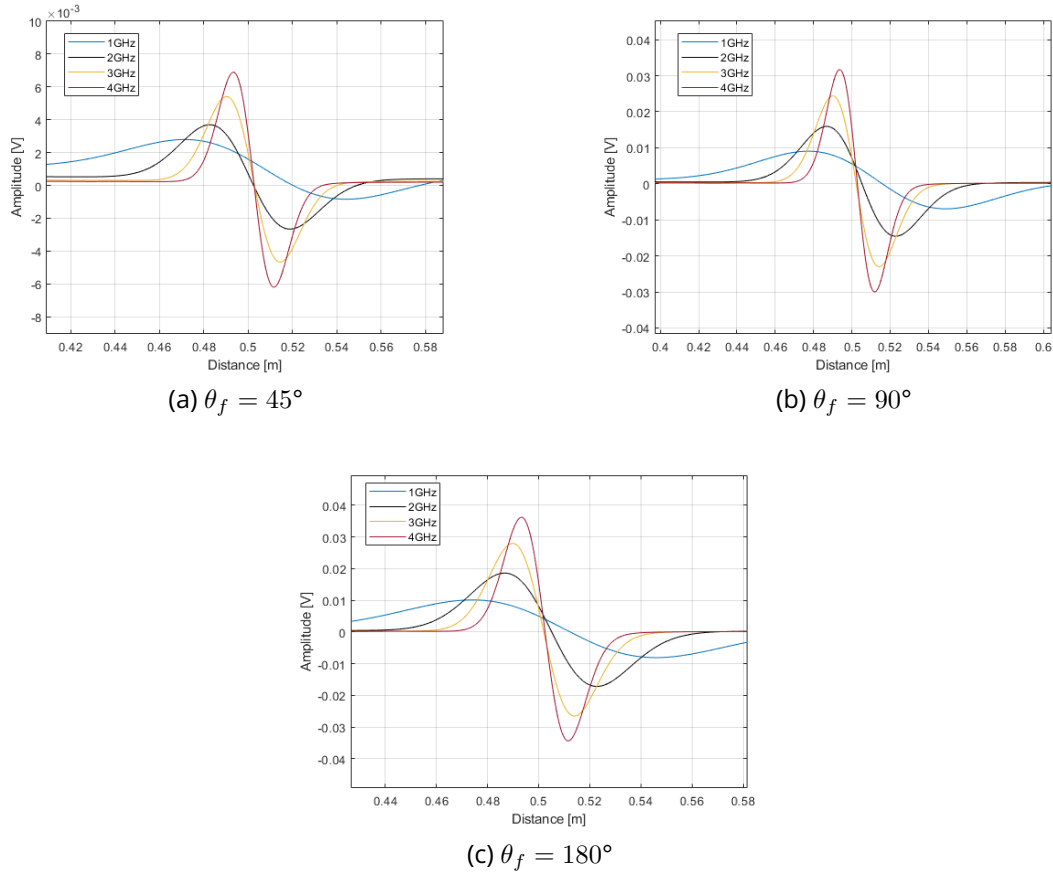 10 × 10⁻³
8
6
4
2
0
-2
-4
-6
-8
Amplitude [V]
1GHz
2GHz
3GHz
4GHz
0.42 0.44 0.46 0.48 0.5 0.52 0.54 0.56 0.58
Distance [m]
(a) θ_f = 45°
0.04
0.03
0.02
0.01
0
-0.01
-0.02
-0.03
-0.04
Amplitude [V]
1GHz
2GHz
3GHz
4GHz
0.4 0.42 0.44 0.46 0.48 0.5 0.52 0.54 0.56 0.58 0.6
Distance [m]
(b) θ_f = 90°
0.04
0.03
0.02
0.01
0
-0.01
-0.02
-0.03
-0.04
Amplitude [V]
1GHz
2GHz
3GHz
4GHz
0.44 0.46 0.48 0.5 0.52 0.54 0.56 0.58
Distance [m]
(c) θ_f = 180°